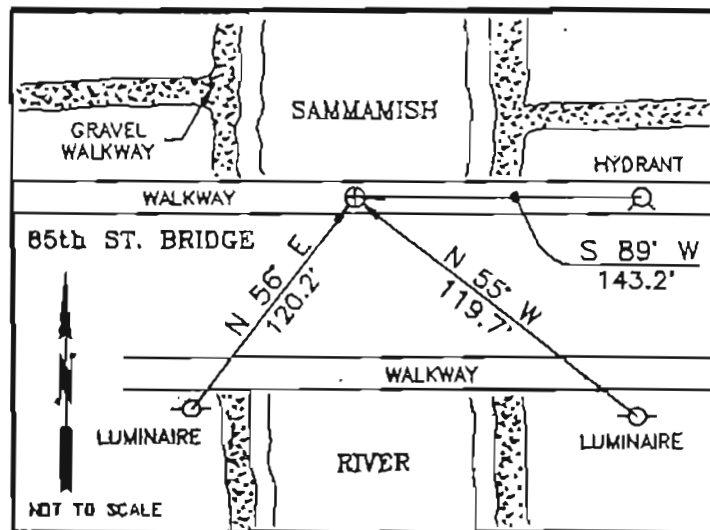 SAMMAMISH
GRAVEL
WALKWAY
HYDRANT
WALKWAY
85th ST. BRIDGE
S 89' W
143.2'
N 56' E
120.2'
N 55' W
119.7'
WALKWAY
LUMINAIRE
LUMINAIRE
RIVER
N
NOT TO SCALE